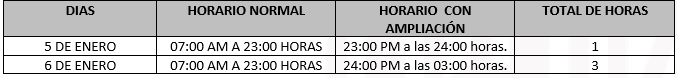 DIAS HORARIO NORMAL HORARIO CON AMPLIACIÓN TOTAL DE HORAS
5 DE ENERO 07:00 AM A 23:00 HORAS 23:00 PM a las 24:00 horas. 1
6 DE ENERO 07:00 AM A 23:00 HORAS 24:00 PM a las 03:00 horas. 3